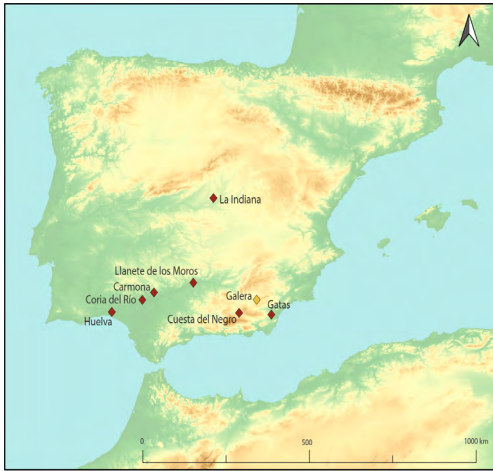 La Indiana
Llanete de los Moros
Carmona
Galera
Coria del Río
Gatas
Cuesta del Negro
Huelva
0
500
1000 km